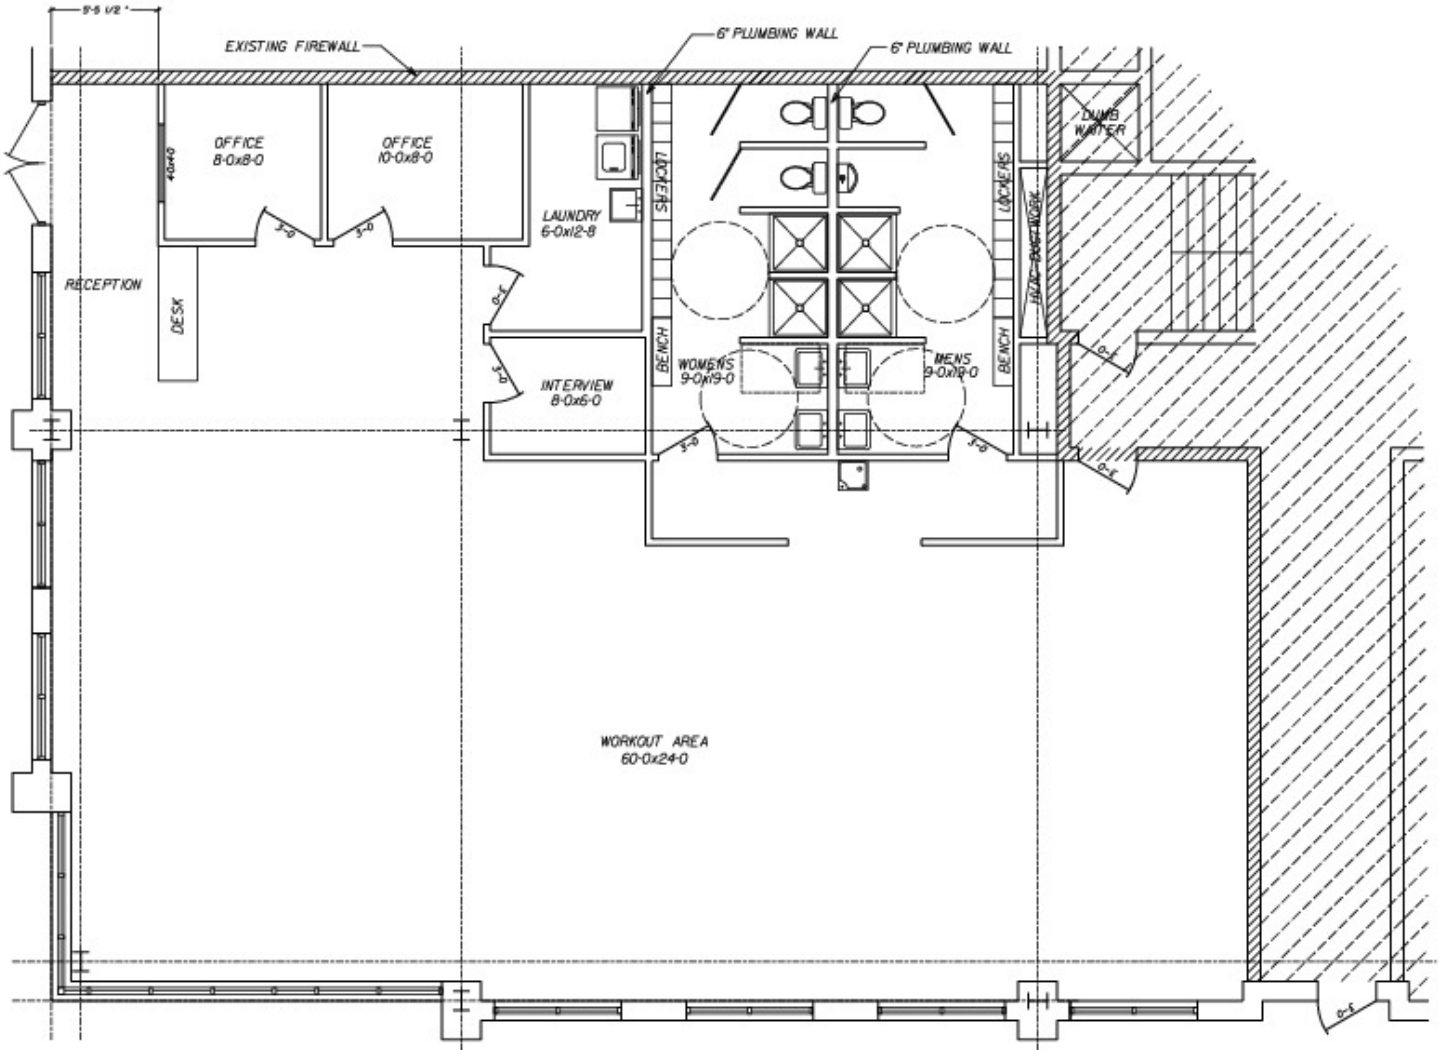 5'-5 1/2"
6" PLUMBING WALL
EXISTING FIREWALL
6" PLUMBING WALL
OFFICE
8-0x8-0
OFFICE
10-0x8-0
DUMB
WAITER
4-0x4-0
LOCKERS
LOCKERS
LAUNDRY
6-0x12-8
3-0
3-0
HVAC DUCTWORK
RECEPTION
DESK
3-0
BENCH
WOMENS
9-0x19-0
MENS
9-0x19-0
BENCH
3-0
3-0
INTERVIEW
8-0x6-0
3-0
3-0
3-0
WORKOUT AREA
60-0x24-0
3-0